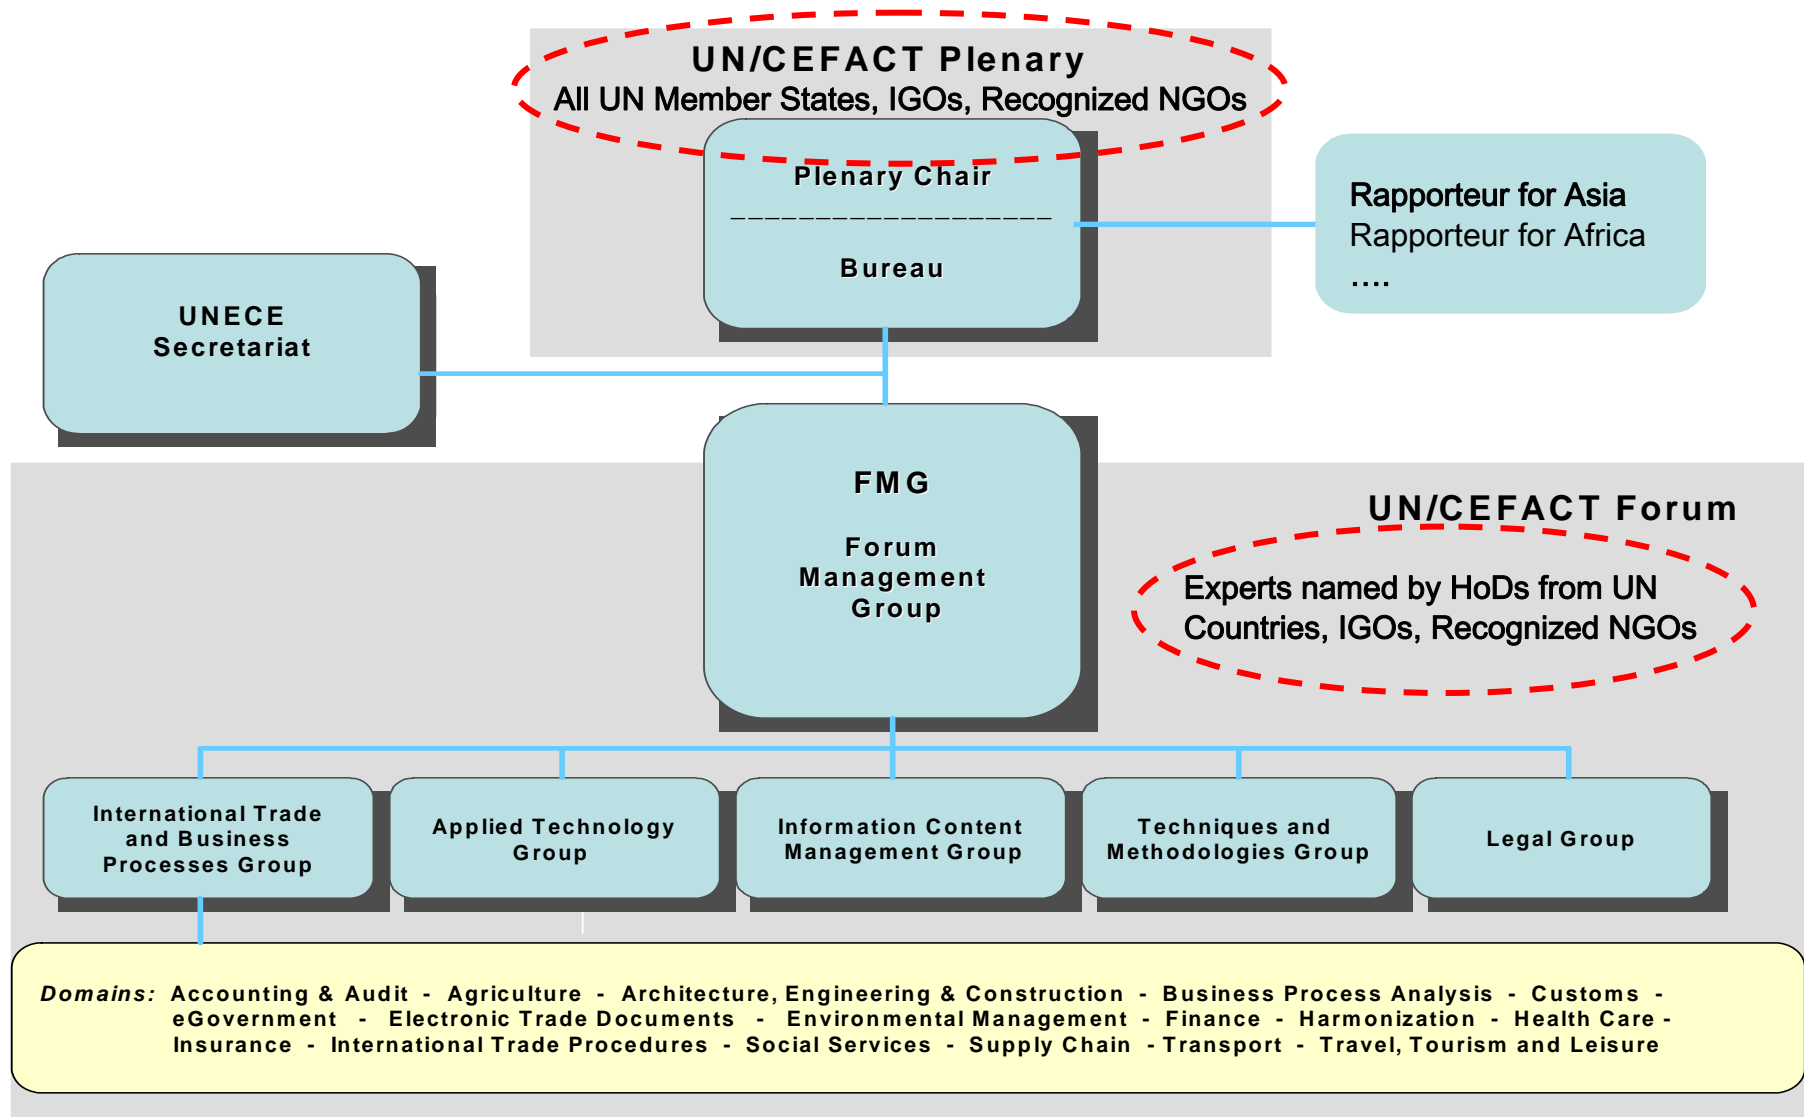 UN/CEFACT Plenary
All UN Member States, IGOs, Recognized NGOs
Plenary Chair
___________________
Bureau
Rapporteur for Asia
Rapporteur for Africa
....
UNECE
Secretariat
FMG
Forum
Management
Group
UN/CEFACT Forum
Experts named by HoDs from UN
Countries, IGOs, Recognized NGOs
International Trade
and Business
Processes Group
Applied Technology
Group
Information Content
Management Group
Techniques and
Methodologies Group
Legal Group
Domains: Accounting & Audit - Agriculture - Architecture, Engineering & Construction - Business Process Analysis - Customs -
eGovernment - Electronic Trade Documents - Environmental Management - Finance - Harmonization - Health Care -
Insurance - International Trade Procedures - Social Services - Supply Chain - Transport - Travel, Tourism and Leisure